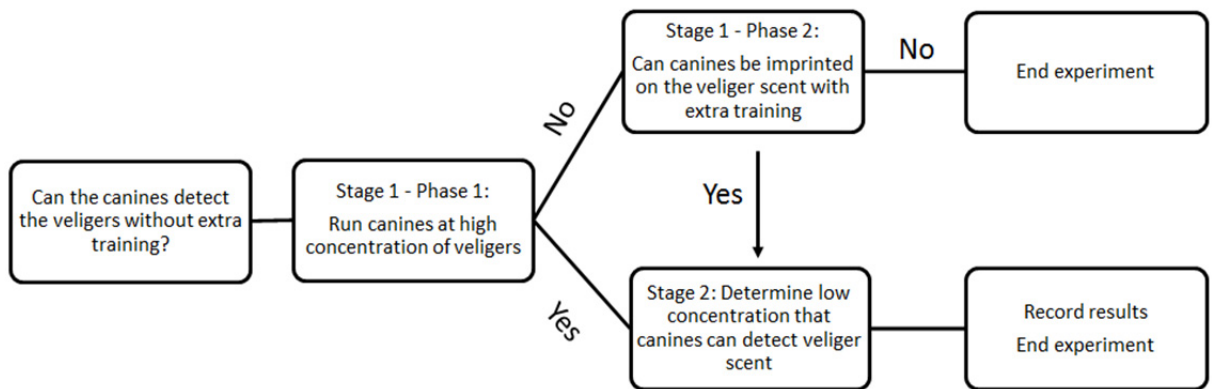 Can the canines detect
the veligers without extra
training?
Stage 1 - Phase 1:
Run canines at high
concentration of veligers
No
Yes
Stage 1 - Phase 2:
Can canines be imprinted
on the veliger scent with
extra training
No
End experiment
Yes
Stage 2: Determine low
concentration that
canines can detect veliger
scent
Record results
End experiment